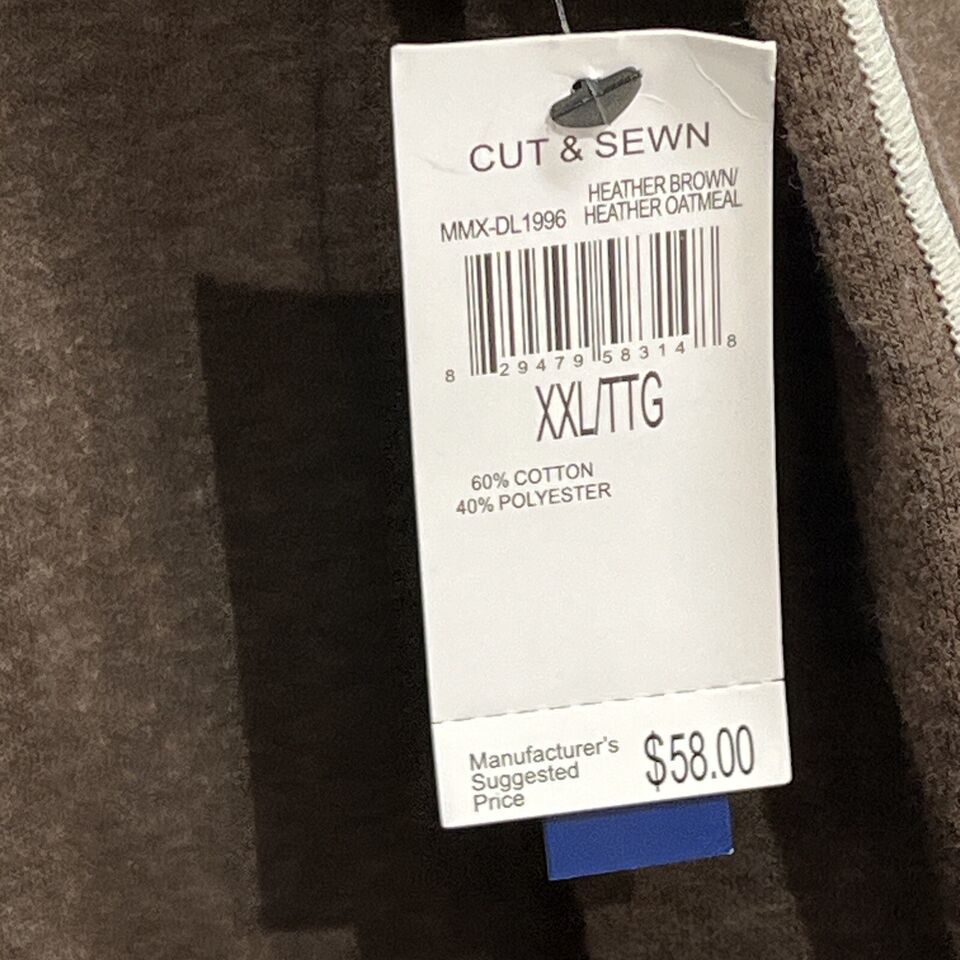 CUT & SEWN
HEATHER BROWN/
MMX-DL1996 HEATHER OATMEAL
8 29479 58314 8
XXL/TTG
60% COTTON
40% POLYESTER
Manufacturer's
Suggested
Price
$58.00